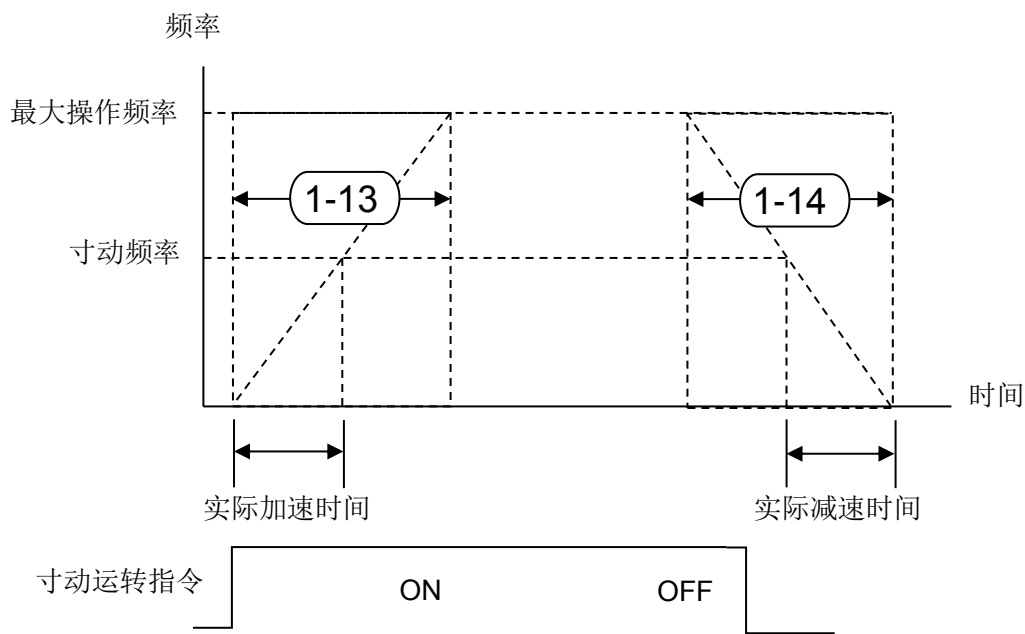 频率
最大操作频率
1-13
1-14
寸动频率
时间
实际加速时间
实际减速时间
寸动运转指令
ON
OFF